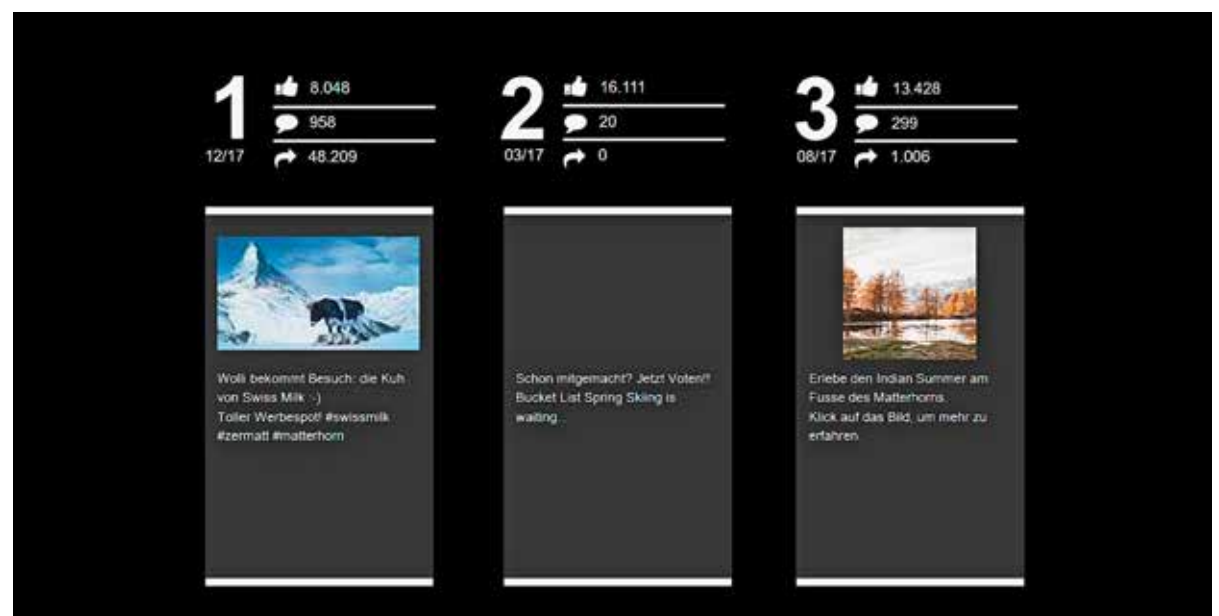 1
12/17
8.048
958
48.209
Wolli bekommt Besuch: die Kuh
von Swiss Milk :-)
Toller Werbespot! #swissmilk
#zermatt #matterhorn
2
03/17
16.111
20
0
Schon mitgemacht? Jetzt Voten!!
Bucket List Spring Skiing is
waiting...
3
08/17
13.428
299
1.006
Erlebe den Indian Summer am
Fusse des Matterhorns.
Klick auf das Bild, um mehr zu
erfahren